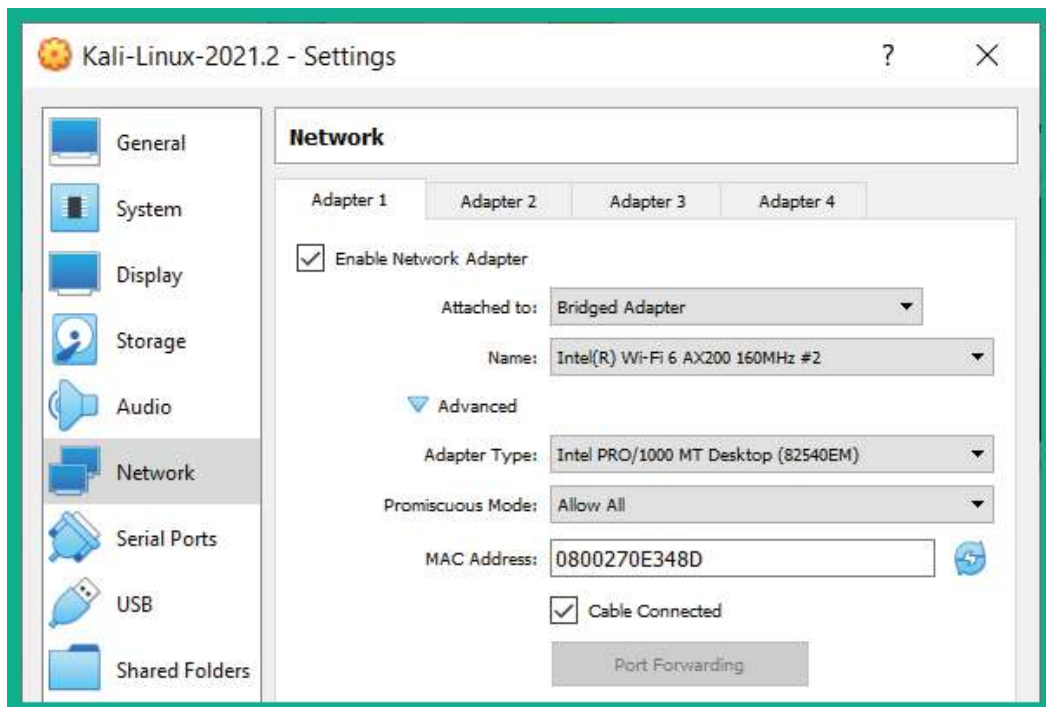 Kali-Linux-2021.2 - Settings
?
General
System
Display
Storage
Audio
Network
Serial Ports
USB
Shared Folders
Network
Adapter 1
Adapter 2
Adapter 3
Adapter 4
Enable Network Adapter
Attached to: Bridged Adapter
Name: Intel(R) Wi-Fi 6 AX200 160MHz #2
Advanced
Adapter Type: Intel PRO/1000 MT Desktop (82540EM)
Promiscuous Mode: Allow All
MAC Address: 0800270E348D
Cable Connected
Port Forwarding